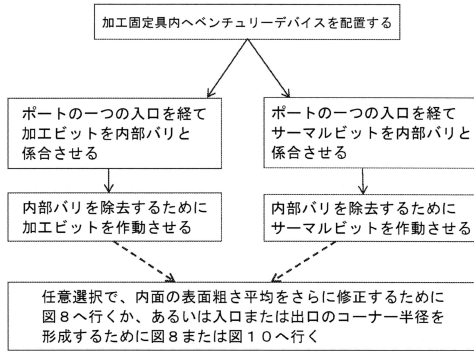 加工固定具内へベンチュリーデバイスを配置する
ポートの一つの入口を経て
加工ビットを内部バリと
係合させる
ポートの一つの入口を経て
サーマルビットを内部バリと
係合させる
内部バリを除去するために
加工ビットを作動させる
内部バリを除去するために
サーマルビットを作動させる
任意選択で、内面の表面粗さ平均をさらに修正するために
図８へ行くか、あるいは入口または出口のコーナー半径を
形成するために図８または図１０へ行く